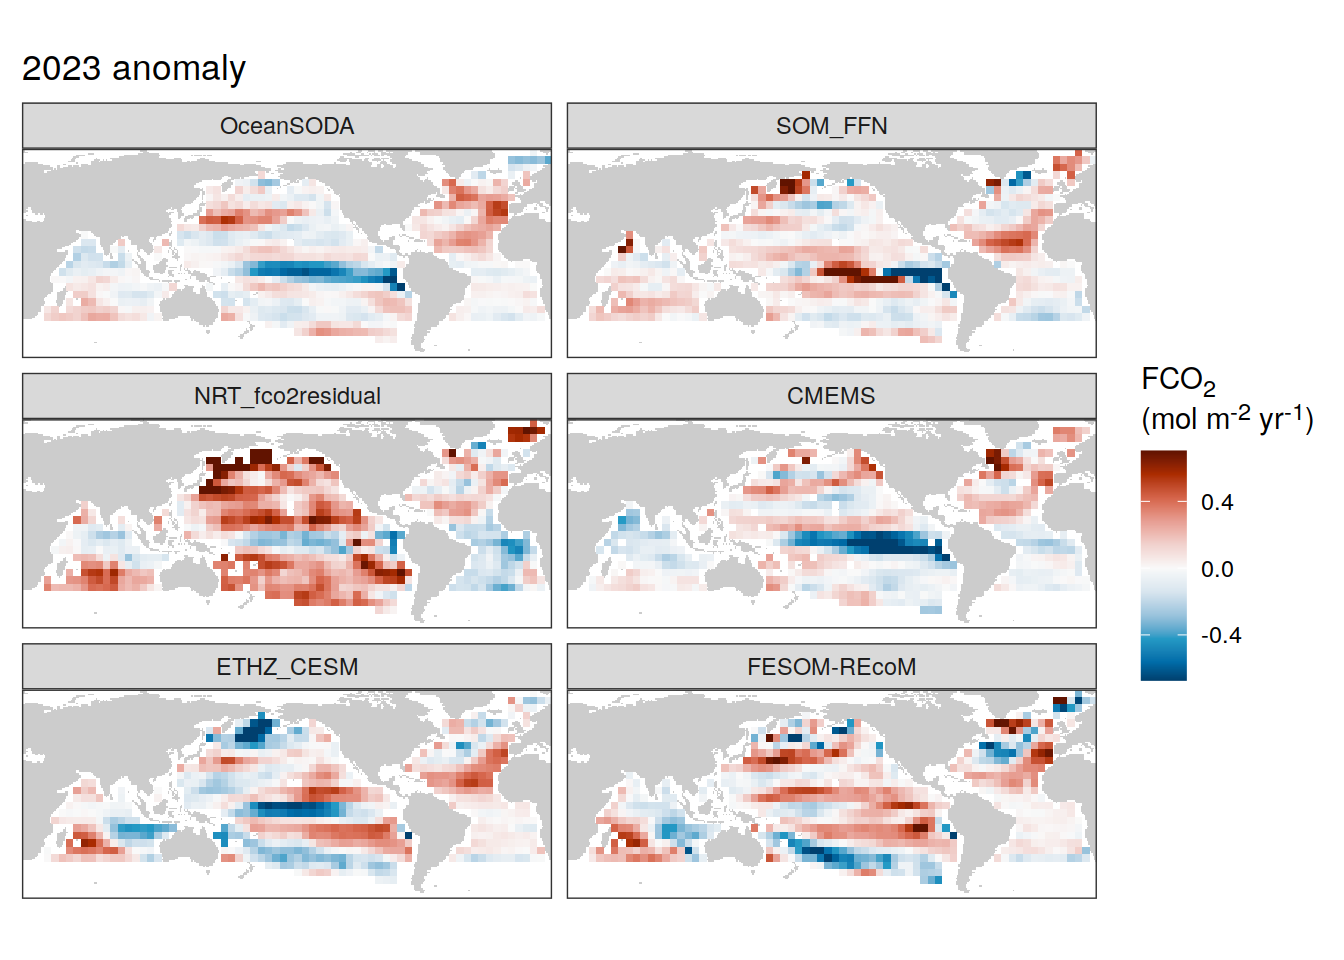 2023 anomaly
OceanSODA
SOM_FFN
NRT_fco2residual
CMEMS
ETHZ_CESM
FESOM-REcoM
FCO₂
(mol m⁻² yr⁻¹)
0.4
0.0
-0.4